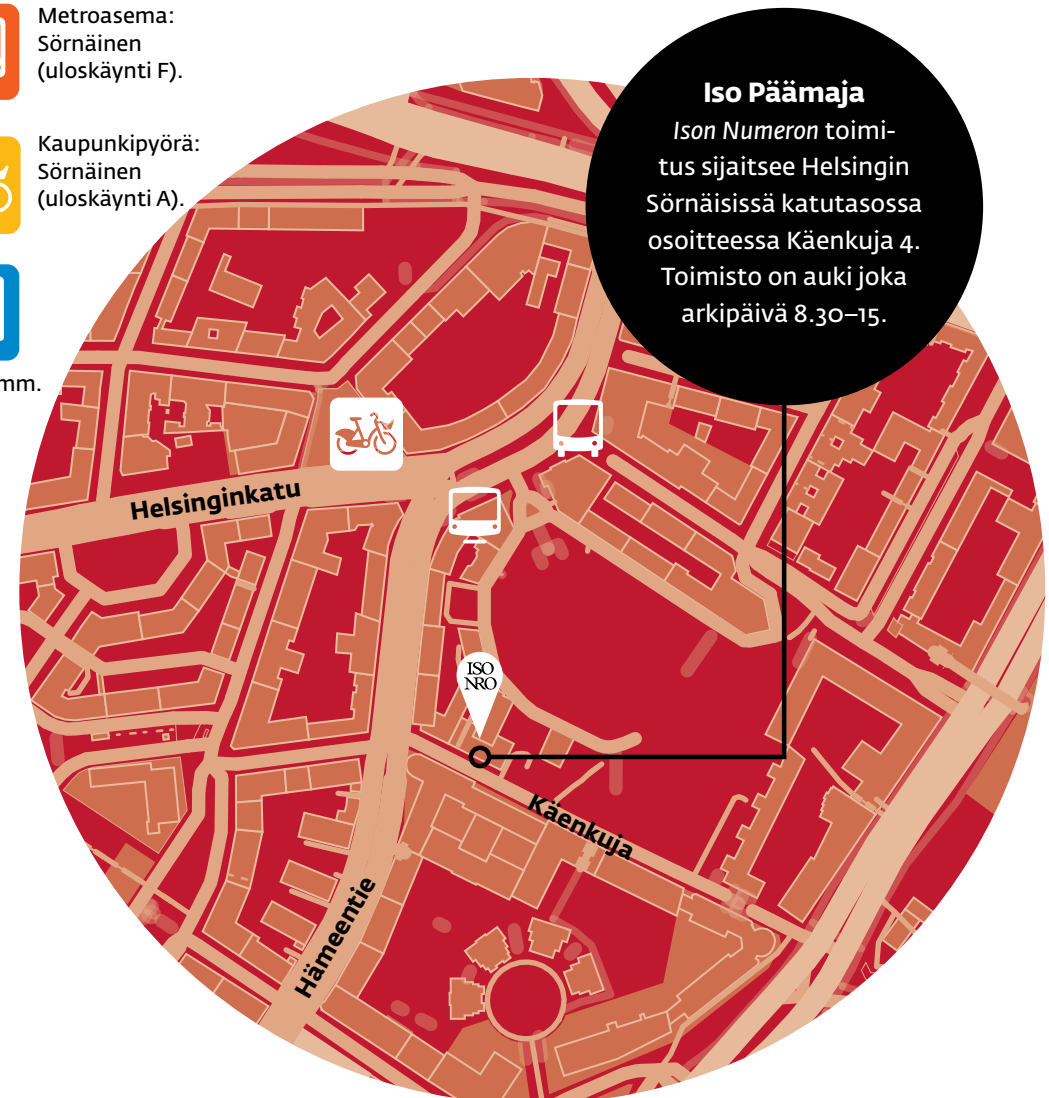 Metroasema:
Sörnäinen
(uloskäynti F).
Kaupunkipyörä:
Sörnäinen
(uloskäynti A).
mm.
Iso Päämaja
Ison Numeron toimi-
tus sijaitsee Helsingin
Sörnäisissä katutasossa
osoitteessa Käenkuja 4.
Toimisto on auki joka
arkipäivä 8.30–15.
Helsinginkatu
ISO
NRO
Käenkuja
Hämeentie